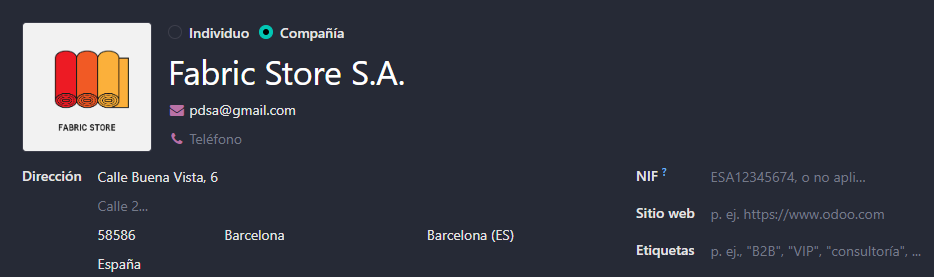 Individuo Compañía
Fabric Store S.A.
pdsa@gmail.com
Teléfono
FABRIC STORE
Dirección Calle Buena Vista, 6 NIF ? ESA12345674, o no apli...
Calle 2... Sitio web p. ej. https://www.odoo.com
58586 Barcelona Barcelona (ES) Etiquetas p. ej., "B2B", "VIP", "consultoría", ...
España